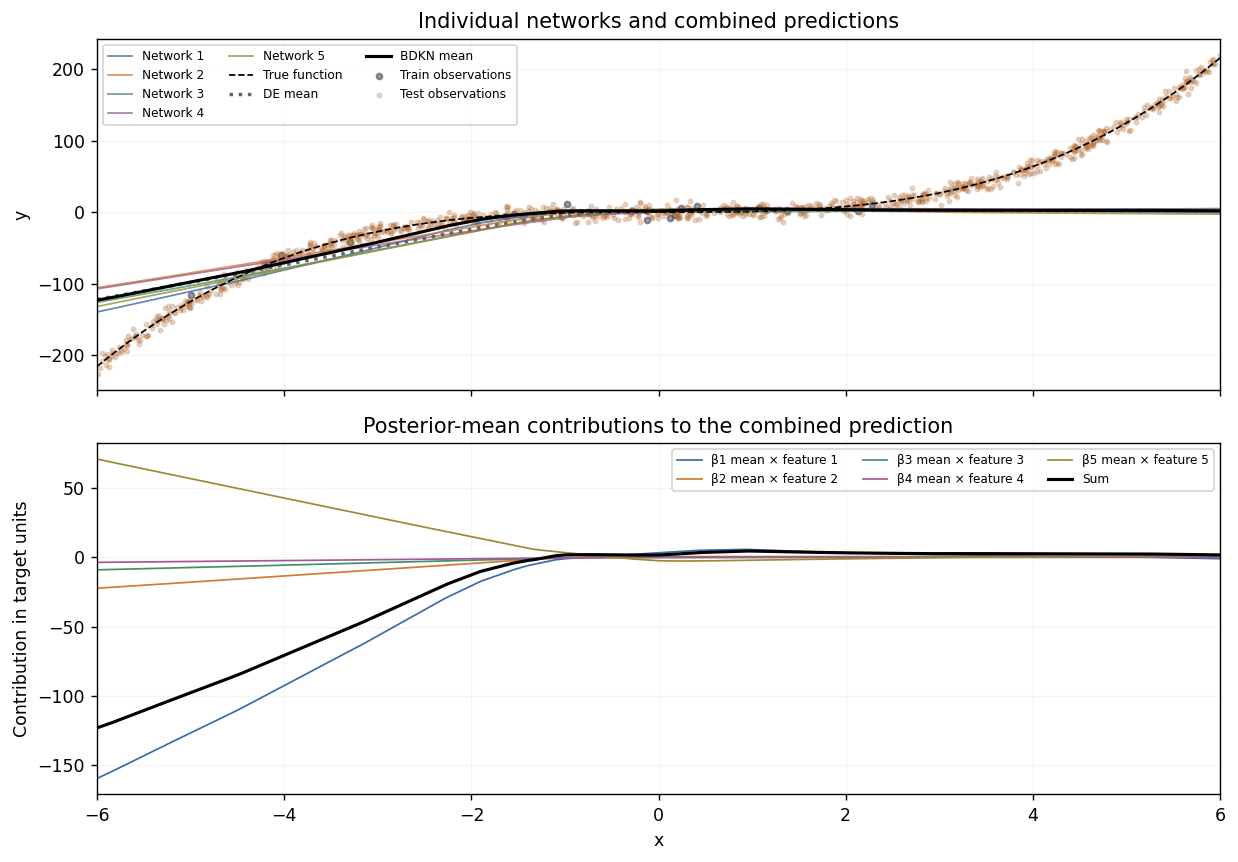 Individual networks and combined predictions
Network 1
Network 2
Network 3
Network 4
Network 5
True function
DE mean
BDKN mean
Train observations
Test observations
200
100
0
−100
−200
y
Posterior-mean contributions to the combined prediction
β1 mean × feature 1
β2 mean × feature 2
β3 mean × feature 3
β4 mean × feature 4
β5 mean × feature 5
Sum
50
0
−50
−100
−150
Contribution in target units
−6
−4
−2
0
2
4
6
x